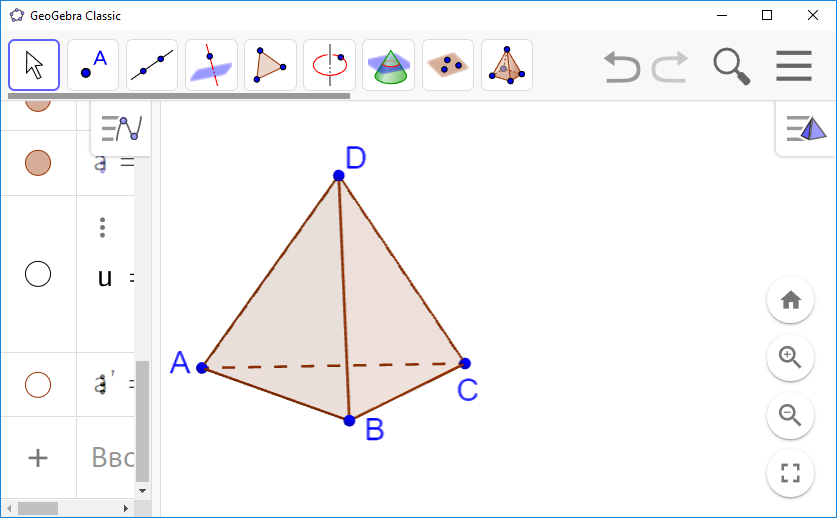 GeoGebra Classic
A
D
a =
u =
A
C
a' =
B
Ввс